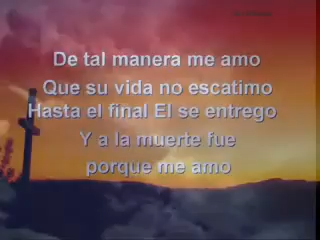 De tal manera me amo
Que su vida no escatimo
Hasta el final El se entrego
Y a la muerte fue
porque me amo